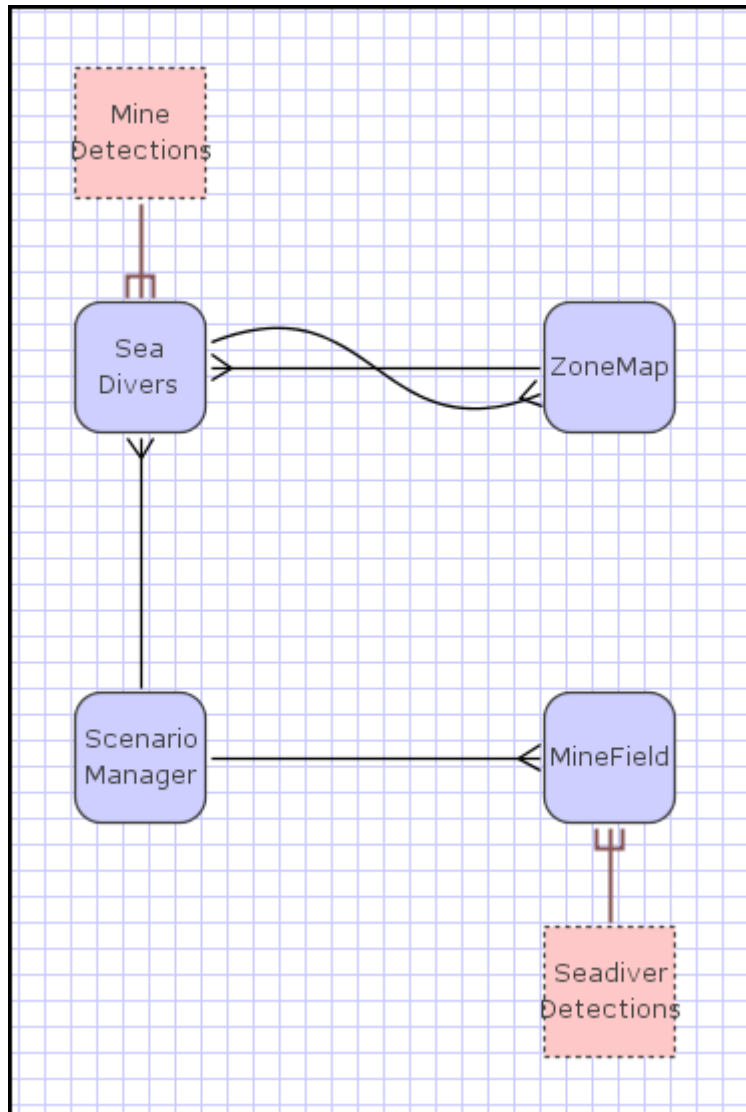 Mine
Detections
Sea
Divers
ZoneMap
Scenario
Manager
MineField
Seadiver
Detections